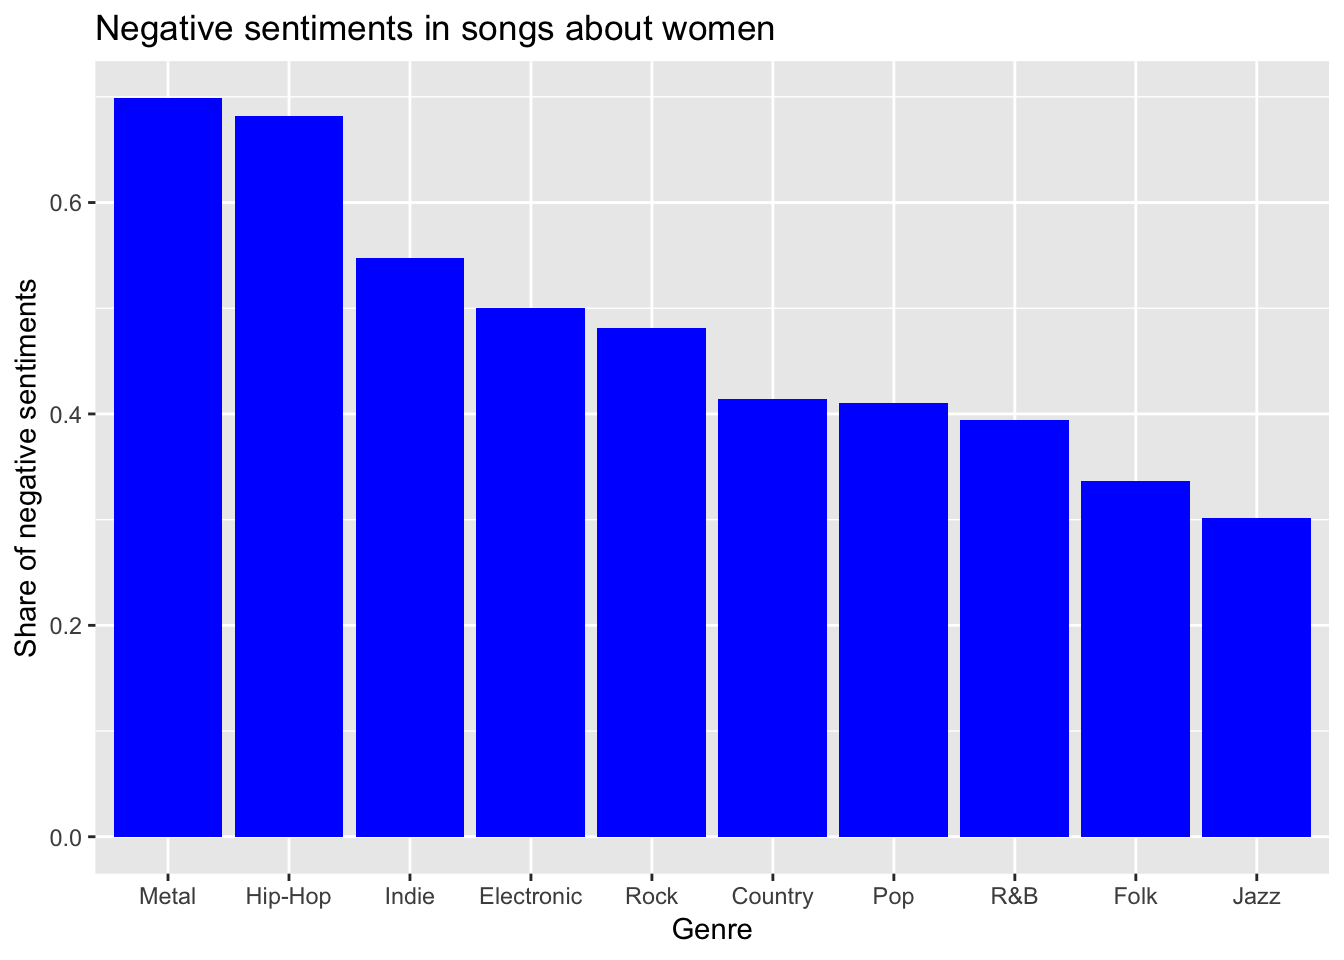 Negative sentiments in songs about women
Share of negative sentiments
0.6
0.4
0.2
0.0
Metal Hip-Hop Indie Electronic Rock Country Pop R&B Folk Jazz
Genre